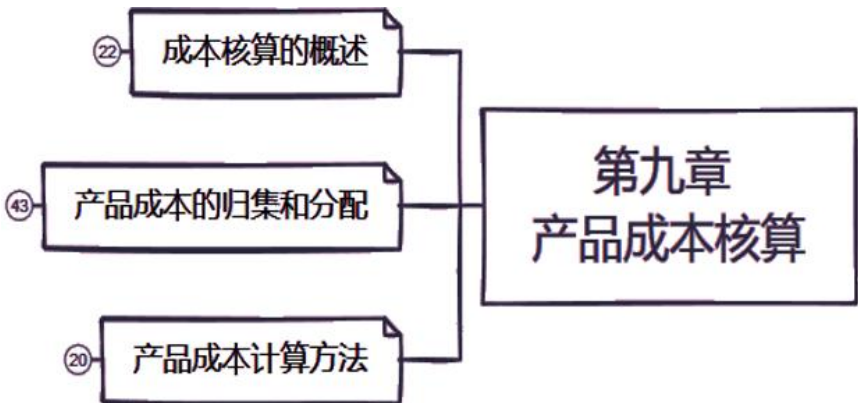 22
成本核算的概述
43
产品成本的归集和分配
20
产品成本计算方法
第九章
产品成本核算